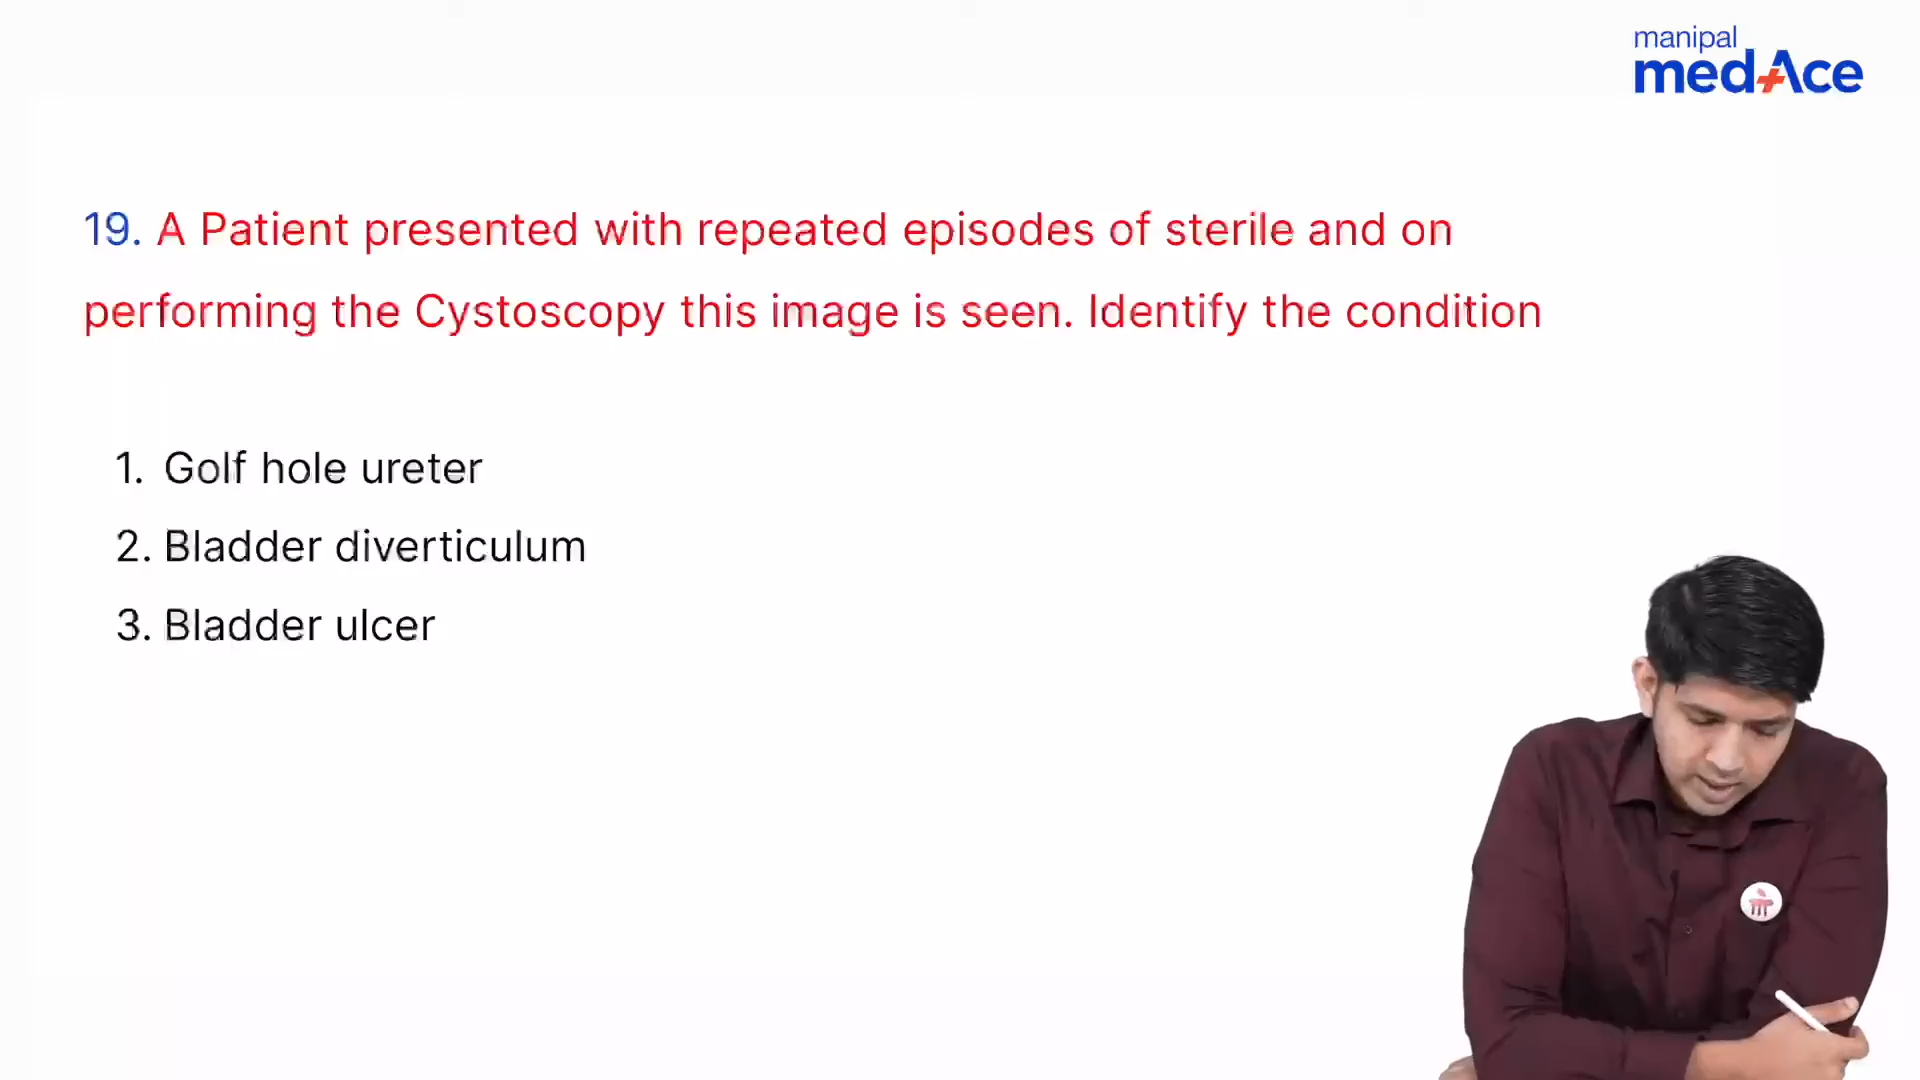 manipal
medAce
19. A Patient presented with repeated episodes of sterile and on
performing the Cystoscopy this image is seen. Identify the condition
1. Golf hole ureter
2. Bladder diverticulum
3. Bladder ulcer